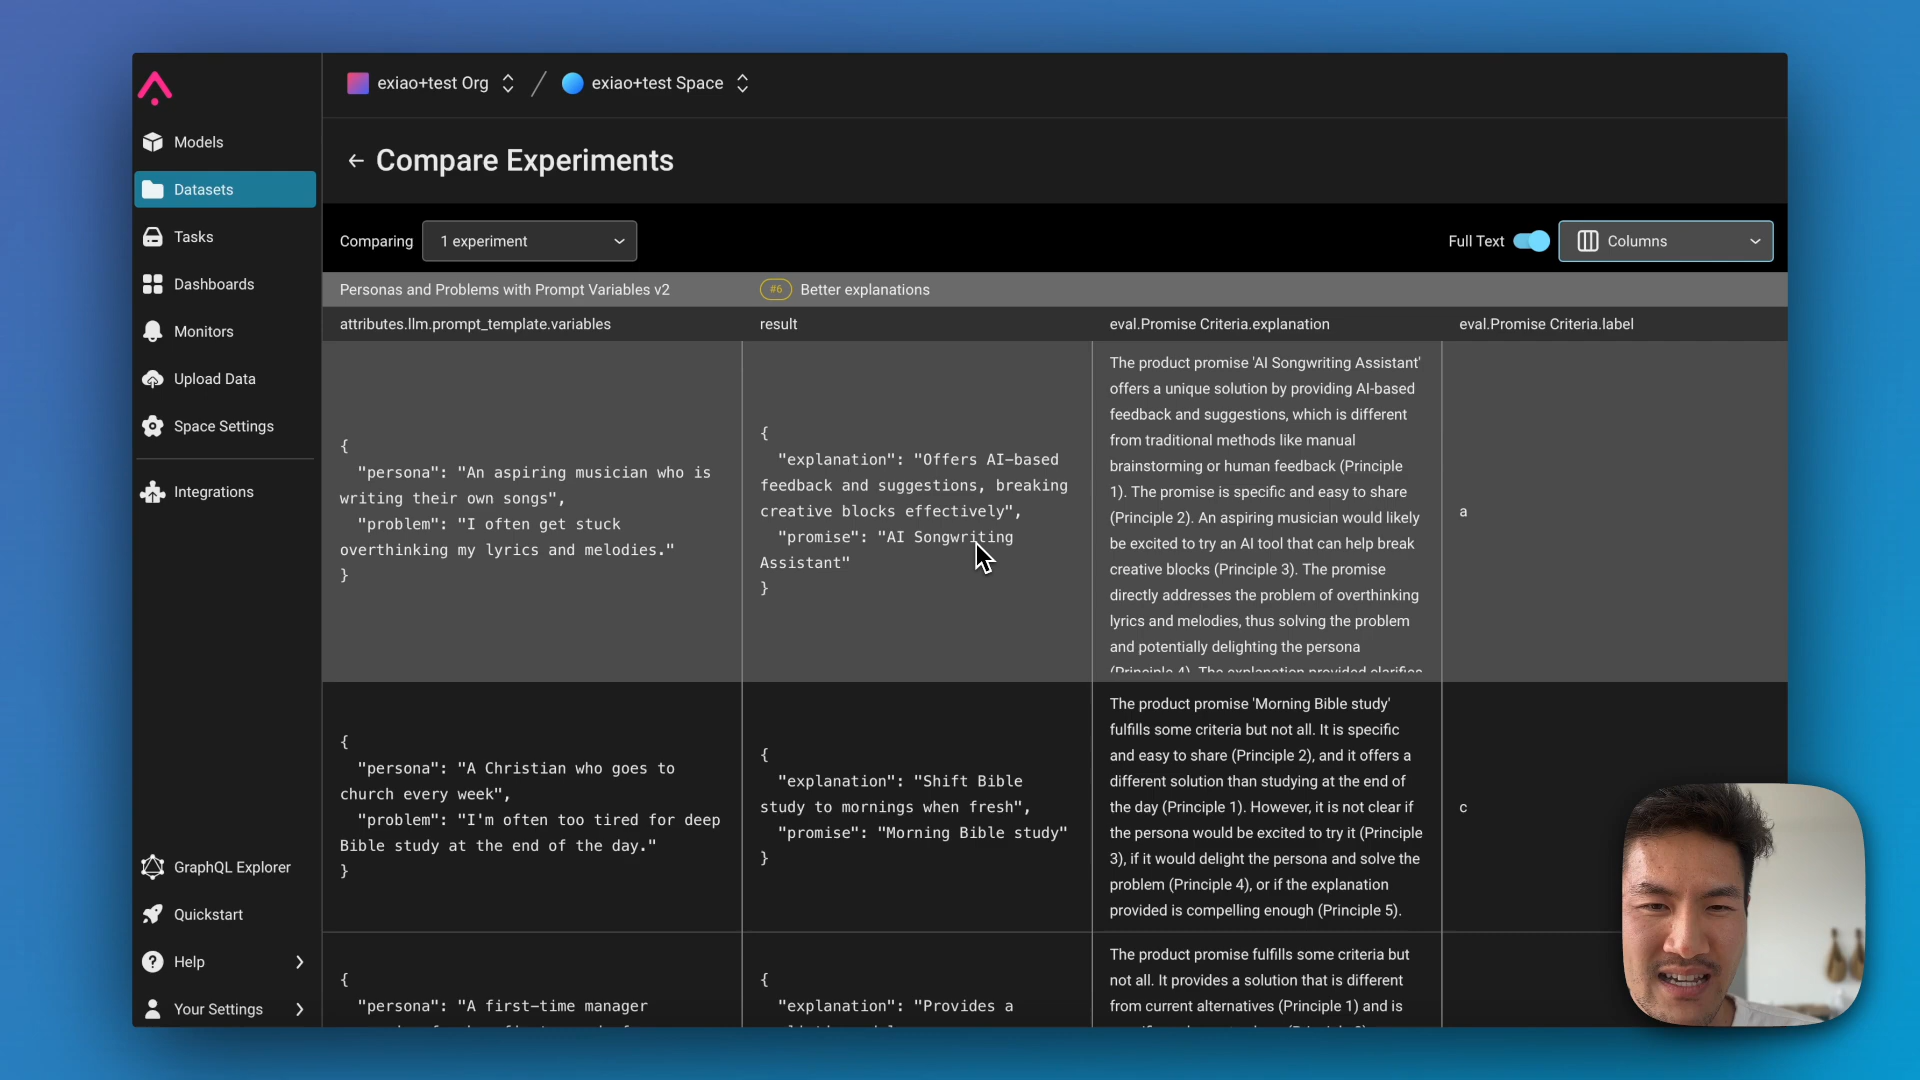 exiao+test Org / exiao+test Space
Models
Datasets
Tasks
Dashboards
Monitors
Upload Data
Space Settings
Integrations
GraphQL Explorer
Quickstart
Help
Your Settings
Compare Experiments
Comparing
1 experiment
Full Text
Columns
Personas and Problems with Prompt Variables v2
#6 Better explanations
attributes.llm.prompt_template.variables
result
eval.Promise Criteria.explanation
eval.Promise Criteria.label
{
"persona": "An aspiring musician who is
writing their own songs",
"problem": "I often get stuck
overthinking my lyrics and melodies."
}
{
"explanation": "Offers AI-based
feedback and suggestions, breaking
creative blocks effectively",
"promise": "AI Songwriting
Assistant"
}
The product promise 'AI Songwriting Assistant'
offers a unique solution by providing AI-based
feedback and suggestions, which is different
from traditional methods like manual
brainstorming or human feedback (Principle
1). The promise is specific and easy to share
(Principle 2). An aspiring musician would likely
be excited to try an AI tool that can help break
creative blocks (Principle 3). The promise
directly addresses the problem of overthinking
lyrics and melodies, thus solving the problem
and potentially delighting the persona
(Principle 4). The explanation provided clarifies
a
{
"persona": "A Christian who goes to
church every week",
"problem": "I'm often too tired for deep
Bible study at the end of the day."
}
{
"explanation": "Shift Bible
study to mornings when fresh",
"promise": "Morning Bible study"
}
The product promise 'Morning Bible study'
fulfills some criteria but not all. It is specific
and easy to share (Principle 2), and it offers a
different solution than studying at the end of
the day (Principle 1). However, it is not clear if
the persona would be excited to try it (Principle
3), if it would delight the persona and solve the
problem (Principle 4), or if the explanation
provided is compelling enough (Principle 5).
c
{
"persona": "A first-time manager
{
"explanation": "Provides a
The product promise fulfills some criteria but
not all. It provides a solution that is different
from current alternatives (Principle 1) and is